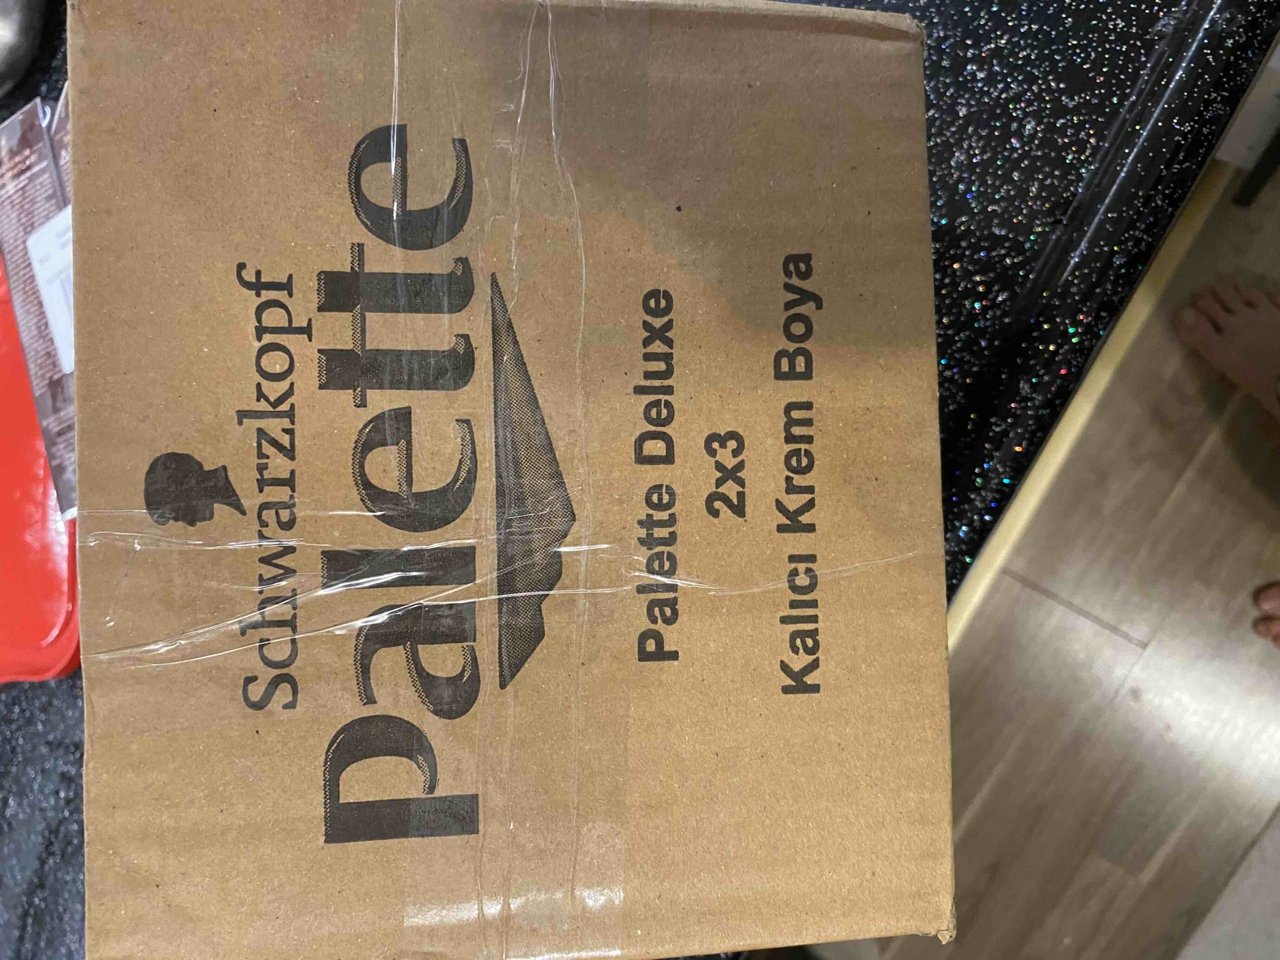 Schwarzkopf
palette
Palette Deluxe
2x3
Kalıcı Krem Boya